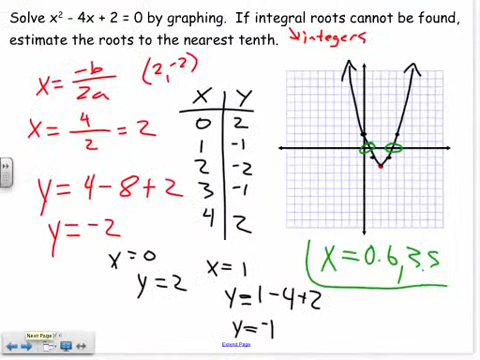 Solve x² - 4x + 2 = 0 by graphing. If integral roots cannot be found,
estimate the roots to the nearest tenth. ↘integers
x = -b/2a (2,-2)
x = 4/2 = 2
y = 4-8+2
y = -2
X Y
0 2
1 -1
2 -2
3 -1
4 2
x=0
y=2
x=1
y=1-4+2
y=-1
x=0.6,3.5
Next Page
Extend Page